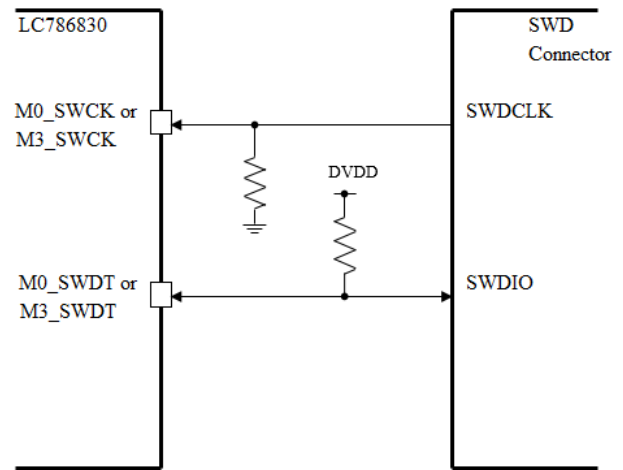 LC786830
SWD
Connector
M0_SWCK or
M3_SWCK
SWDCLK
DVDD
M0_SWDT or
M3_SWDT
SWDIO